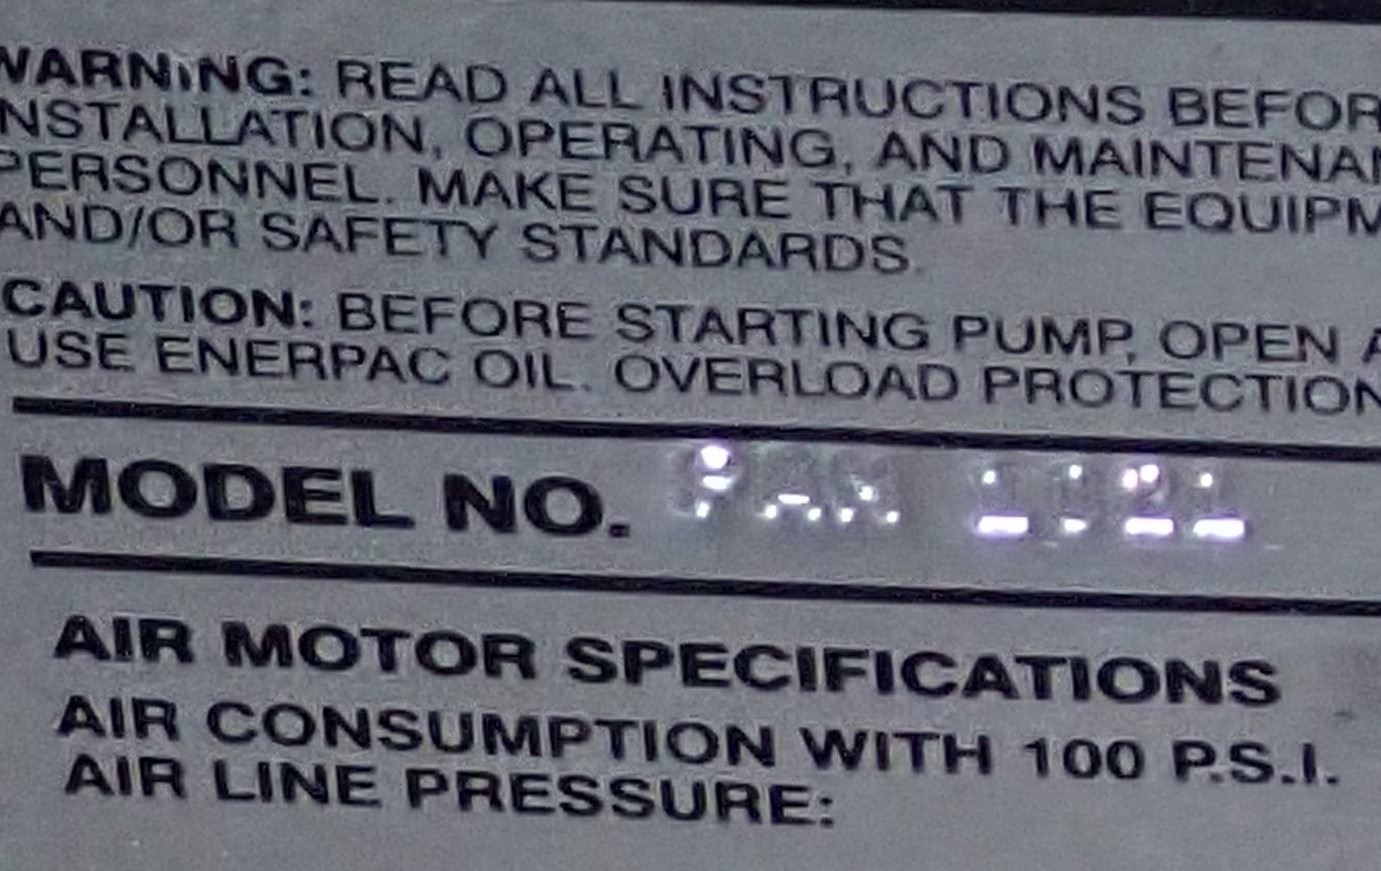 WARNING: READ ALL INSTRUCTIONS BEFOR
NSTALLATION, OPERATING, AND MAINTENAN
PERSONNEL. MAKE SURE THAT THE EQUIPM
AND/OR SAFETY STANDARDS.
CAUTION: BEFORE STARTING PUMP, OPEN A
USE ENERPAC OIL. OVERLOAD PROTECTION
MODEL NO. PAM
AIR MOTOR SPECIFICATIONS
AIR CONSUMPTION WITH 100 P.S.I.
AIR LINE PRESSURE: